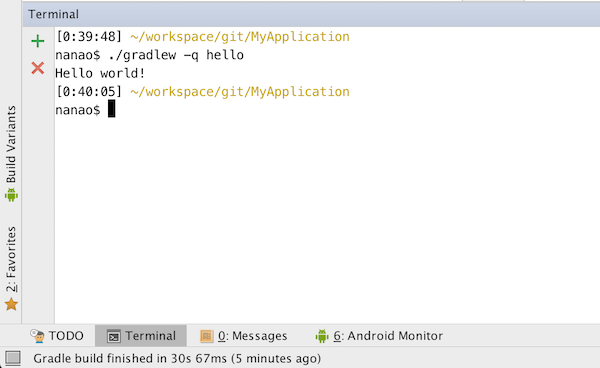 Terminal
[0:39:48] ~/workspace/git/MyApplication
nanao$ ./gradlew -q hello
Hello world!
[0:40:05] ~/workspace/git/MyApplication
nanao$
Build Variants
2: Favorites
TODO
Terminal
0: Messages
6: Android Monitor
Gradle build finished in 30s 67ms (5 minutes ago)